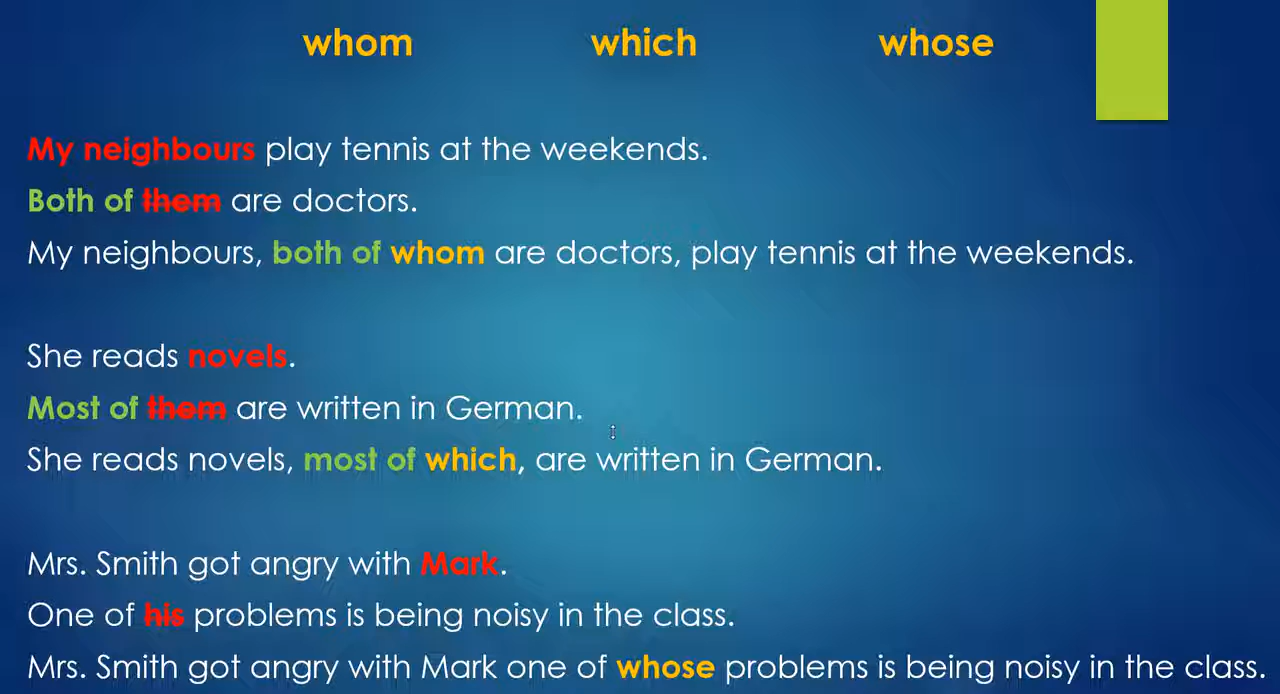 whom which whose
My neighbours play tennis at the weekends.
Both of them are doctors.
My neighbours, both of whom are doctors, play tennis at the weekends.
She reads novels.
Most of them are written in German.
She reads novels, most of which, are written in German.
Mrs. Smith got angry with Mark.
One of his problems is being noisy in the class.
Mrs. Smith got angry with Mark one of whose problems is being noisy in the class.